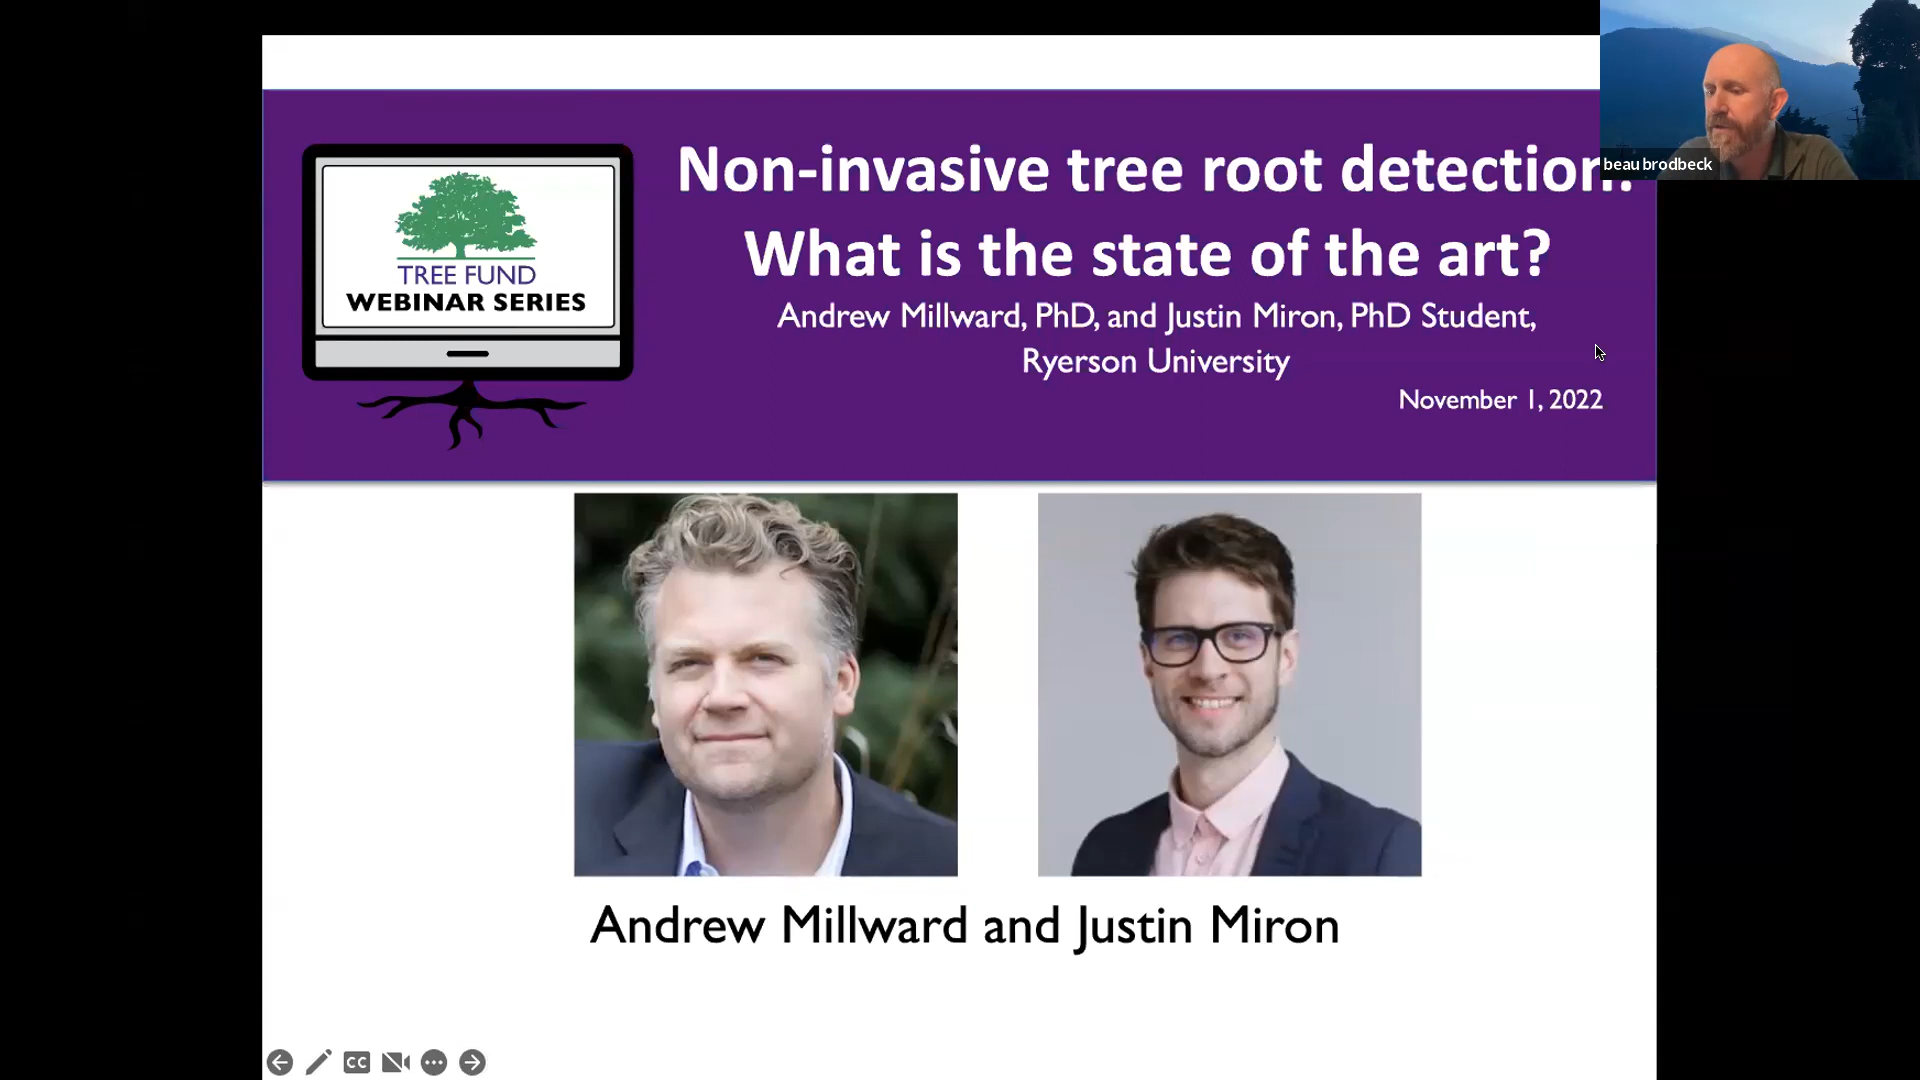 TREE FUND
WEBINAR SERIES
Non-invasive tree root detection:
What is the state of the art?
Andrew Millward, PhD, and Justin Miron, PhD Student,
Ryerson University
November 1, 2022
beau brodbeck
Andrew Millward and Justin Miron
CC